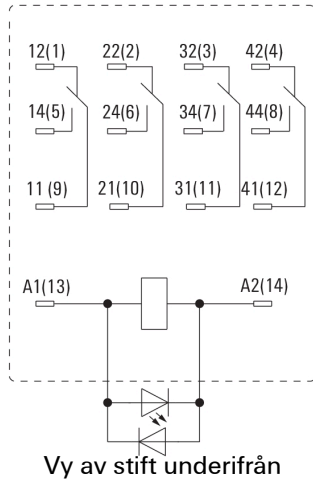 12(1) 22(2) 32(3) 42(4)
14(5) 24(6) 34(7) 44(8)
11 (9) 21(10) 31(11) 41(12)
A1(13) A2(14)
Vy av stift underifrån